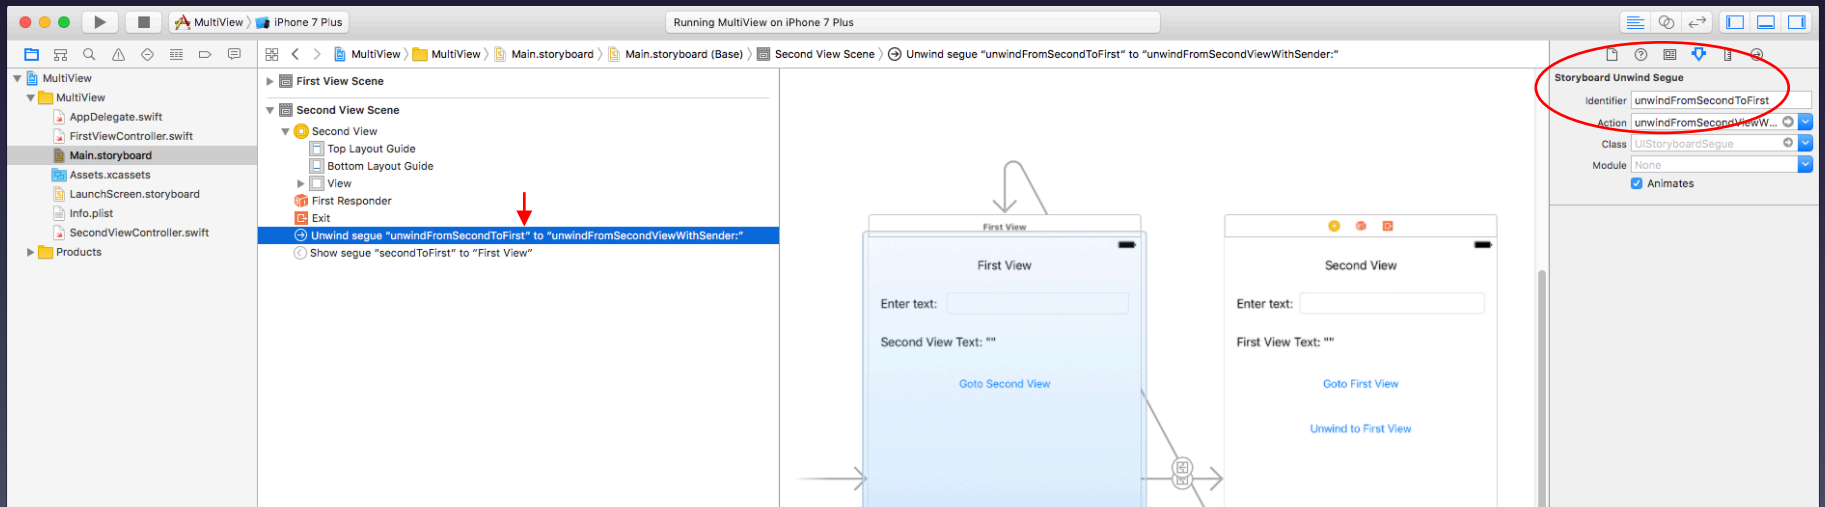 MultiView
iPhone 7 Plus
Running MultiView on iPhone 7 Plus
MultiView
MultiView
Main.storyboard
Main.storyboard (Base)
Second View Scene
Unwind segue “unwindFromSecondToFirst” to “unwindFromSecondViewWithSender:”
MultiView
MultiView
AppDelegate.swift
FirstViewController.swift
Main.storyboard
Assets.xcassets
LaunchScreen.storyboard
Info.plist
SecondViewController.swift
Products
First View Scene
Second View Scene
Second View
Top Layout Guide
Bottom Layout Guide
View
First Responder
Exit
Unwind segue “unwindFromSecondToFirst” to “unwindFromSecondViewWithSender:”
Show segue “secondToFirst” to “First View”
First View
First View
Enter text:
Second View Text: ""
Goto Second View
Second View
Enter text:
First View Text: ""
Goto First View
Unwind to First View
Storyboard Unwind Segue
Identifier unwindFromSecondToFirst
Action unwindFromSecondViewW...
Class UIStoryboardSegue
Module None
Animates